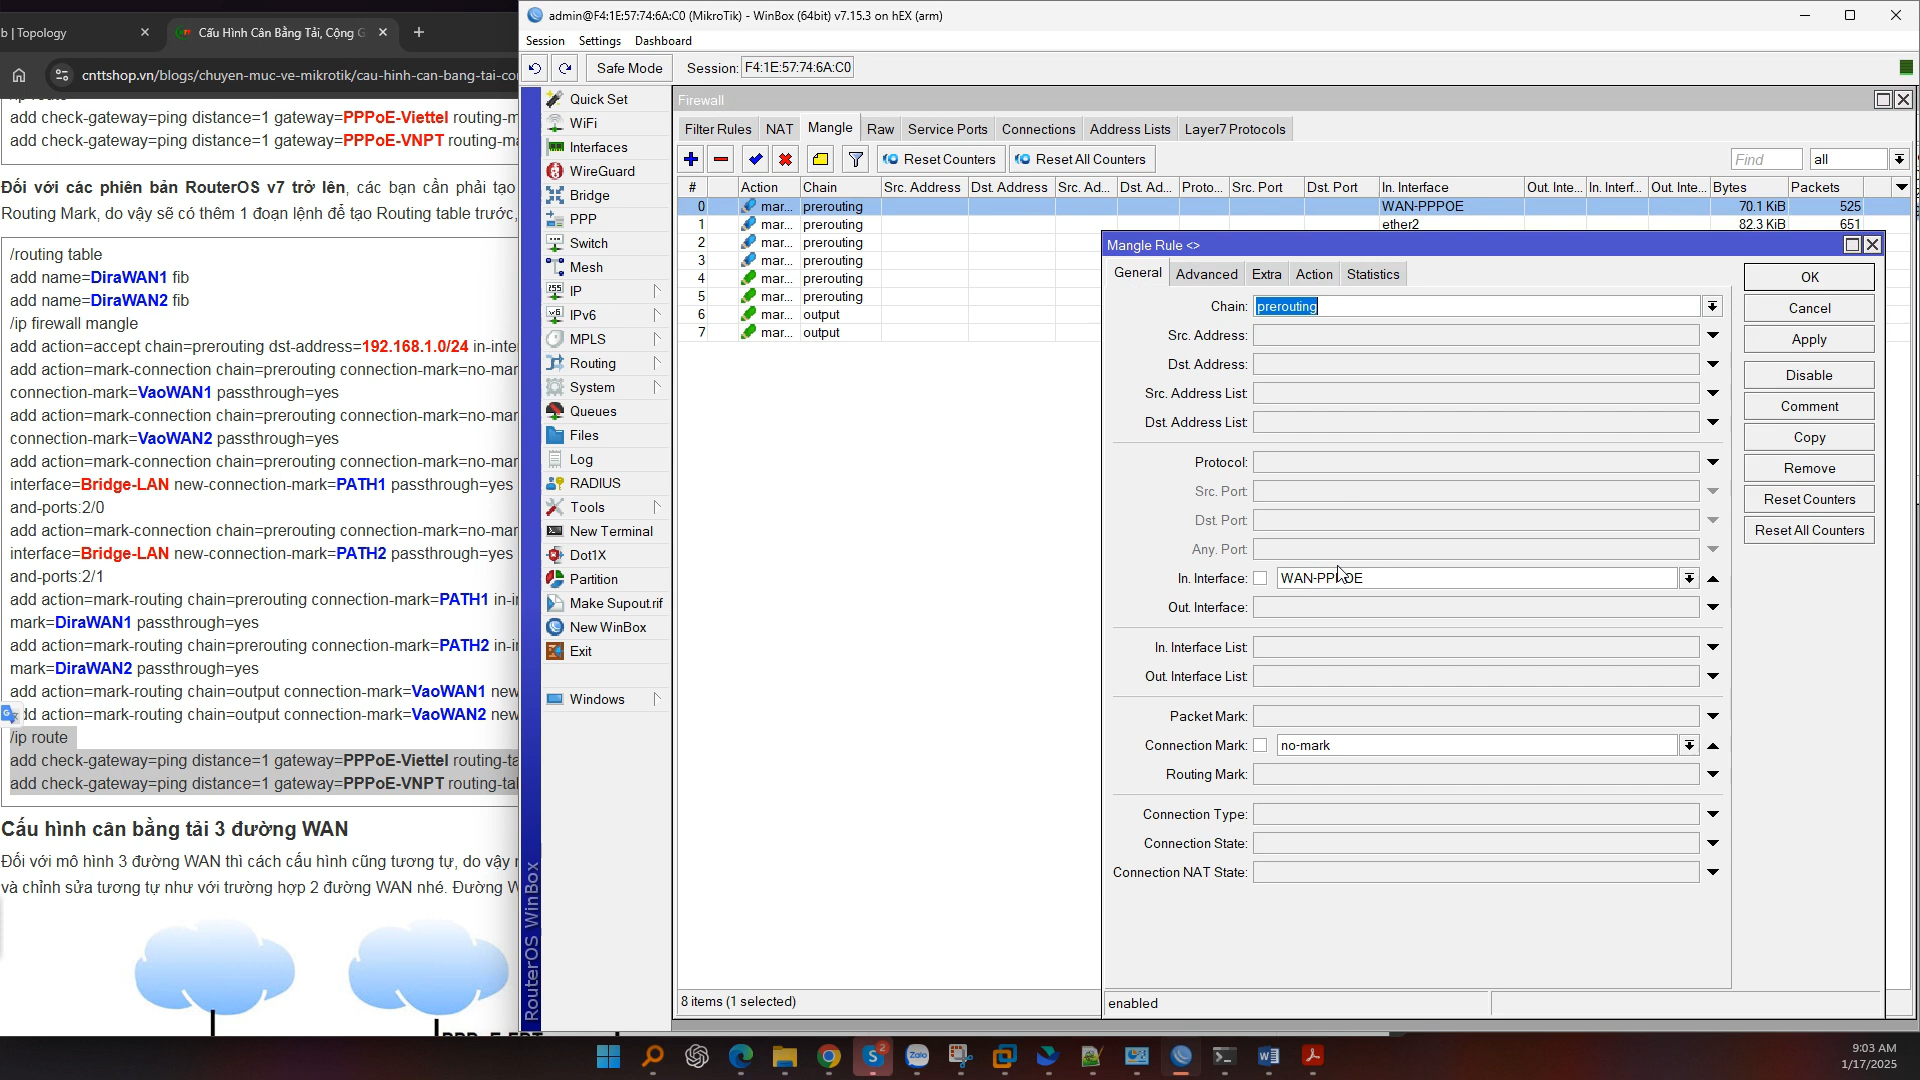 b | Topology
Cấu Hình Cân Bằng Tải, Cộng G
cnttshop.vn/blogs/chuyen-muc-ve-mikrotik/cau-hinh-can-bang-tai-co
add check-gateway=ping distance=1 gateway=PPPoE-Viettel routing-m
add check-gateway=ping distance=1 gateway=PPPoE-VNPT routing-ma
Đối với các phiên bản RouterOS v7 trở lên, các bạn cần phải tạo
Routing Mark, do vậy sẽ có thêm 1 đoạn lệnh để tạo Routing table trước,
/routing table
add name=DiraWAN1 fib
add name=DiraWAN2 fib
/ip firewall mangle
add action=accept chain=prerouting dst-address=192.168.1.0/24 in-inte
add action=mark-connection chain=prerouting connection-mark=no-mar
connection-mark=VaoWAN1 passthrough=yes
add action=mark-connection chain=prerouting connection-mark=no-mar
connection-mark=VaoWAN2 passthrough=yes
add action=mark-connection chain=prerouting connection-mark=no-mar
interface=Bridge-LAN new-connection-mark=PATH1 passthrough=yes
and-ports:2/0
add action=mark-connection chain=prerouting connection-mark=no-mar
interface=Bridge-LAN new-connection-mark=PATH2 passthrough=yes
and-ports:2/1
add action=mark-routing chain=prerouting connection-mark=PATH1 in-i
mark=DiraWAN1 passthrough=yes
add action=mark-routing chain=prerouting connection-mark=PATH2 in-i
mark=DiraWAN2 passthrough=yes
add action=mark-routing chain=output connection-mark=VaoWAN1 new
dd action=mark-routing chain=output connection-mark=VaoWAN2 new
/ip route
add check-gateway=ping distance=1 gateway=PPPoE-Viettel routing-ta
add check-gateway=ping distance=1 gateway=PPPoE-VNPT routing-tal
Cấu hình cân bằng tải 3 đường WAN
Đối với mô hình 3 đường WAN thì cách cấu hình cũng tương tự, do vậy
và chỉnh sửa tương tự như với trường hợp 2 đường WAN nhé. Đường W
admin@F4:1E:57:74:6A:C0 (MikroTik) - WinBox (64bit) v7.15.3 on hEX (arm)
Session Settings Dashboard
Safe Mode Session: F4:1E:57:74:6A:C0
Quick Set
WiFi
Interfaces
WireGuard
Bridge
PPP
Switch
Mesh
IP
IPv6
MPLS
Routing
System
Queues
Files
Log
RADIUS
Tools
New Terminal
Dot1X
Partition
Make Supout.rif
New WinBox
Exit
Windows
RouterOS WinBox
Firewall
Filter Rules NAT Mangle Raw Service Ports Connections Address Lists Layer7 Protocols
Reset Counters Reset All Counters Find all
# Action Chain Src. Address Dst. Address Src. Ad... Dst. Ad... Proto... Src. Port Dst. Port In. Interface Out. Inte... In. Interf... Out. Inte... Bytes Packets
0 mar... prerouting WAN-PPPOE 70.1 KiB 525
1 mar... prerouting ether2 82.3 KiB 651
2 mar... prerouting
3 mar... prerouting
4 mar... prerouting
5 mar... prerouting
6 mar... output
7 mar... output
8 items (1 selected)
Mangle Rule <>
General Advanced Extra Action Statistics
Chain: prerouting
Src. Address:
Dst. Address:
Src. Address List:
Dst. Address List:
Protocol:
Src. Port:
Dst. Port:
Any. Port:
In. Interface: WAN-PPPOE
Out. Interface:
In. Interface List:
Out. Interface List:
Packet Mark:
Connection Mark: no-mark
Routing Mark:
Connection Type:
Connection State:
Connection NAT State:
OK
Cancel
Apply
Disable
Comment
Copy
Remove
Reset Counters
Reset All Counters
enabled
2
Zalo
9:03 AM
1/17/2025